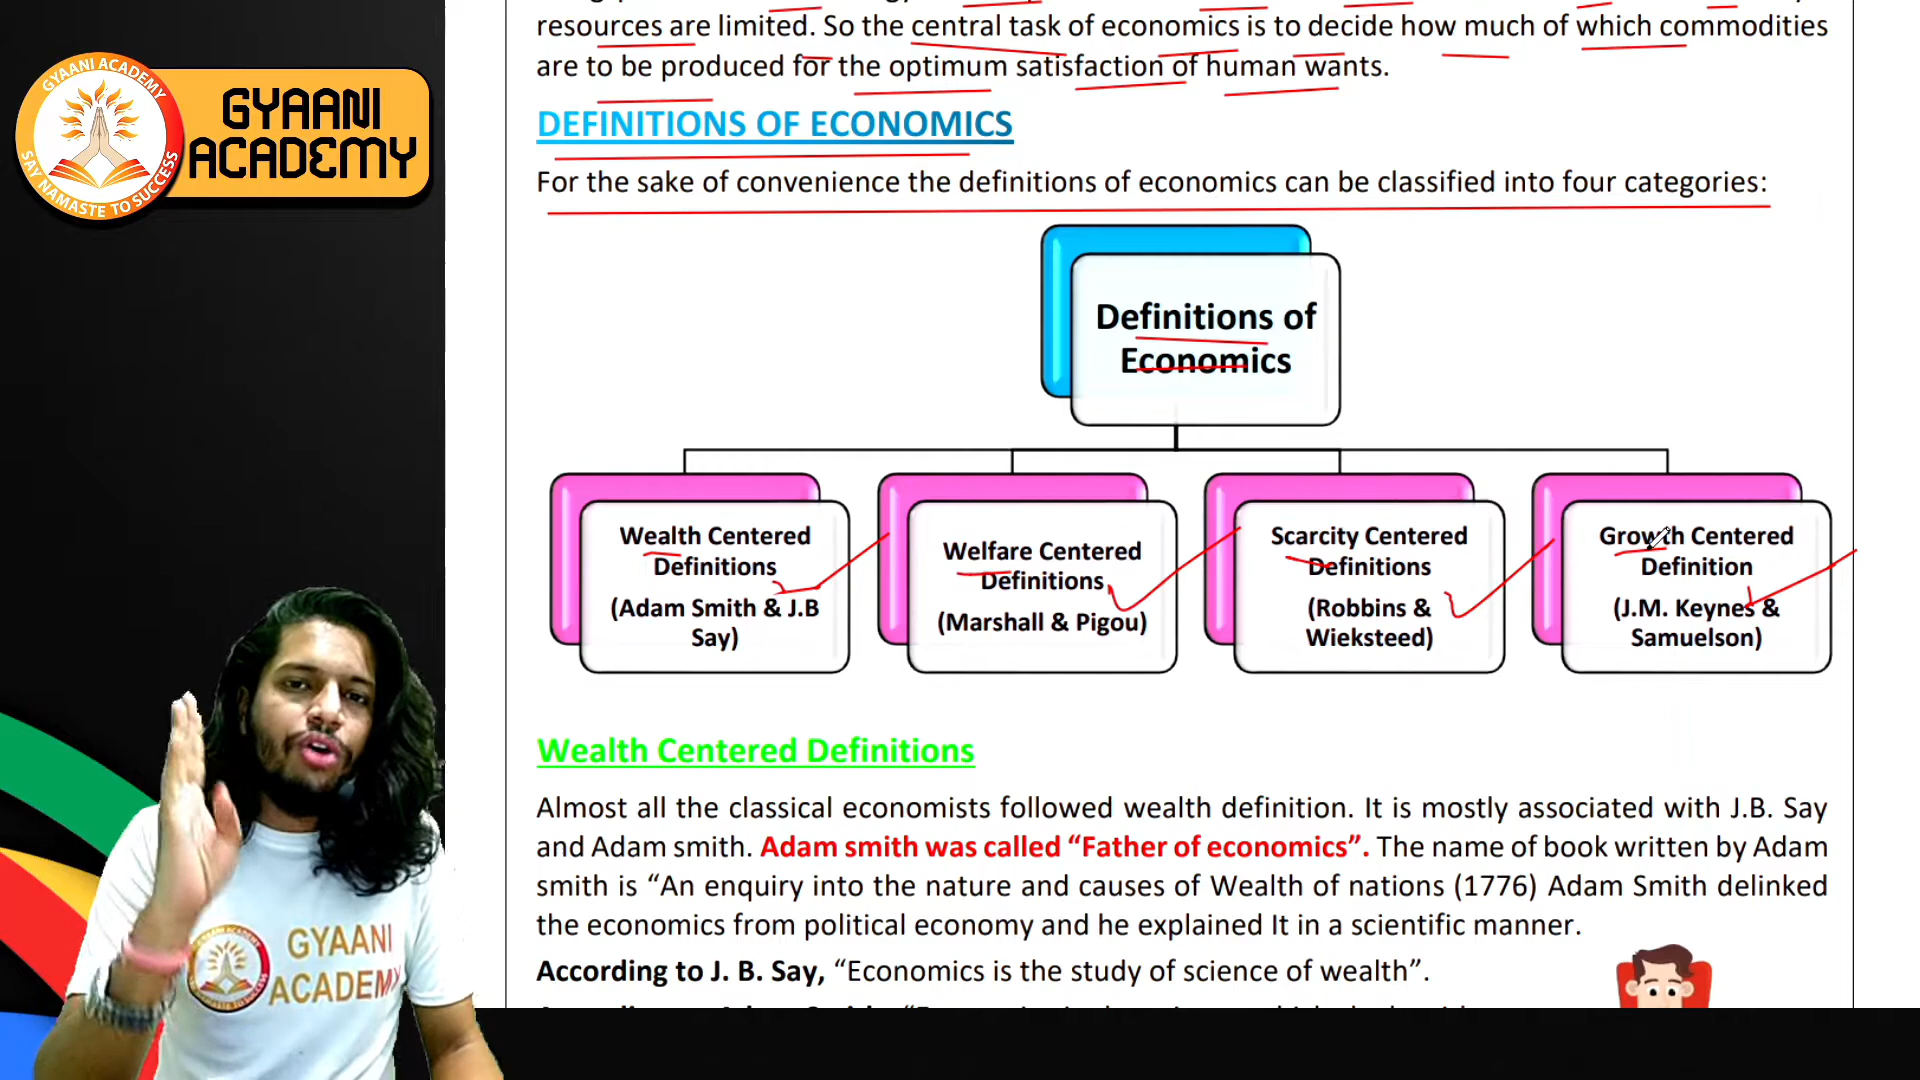 GYAANI ACADEMY
SAY NAMASTE TO SUCCESS
GYAANI
ACADEMY
resources are limited. So the central task of economics is to decide how much of which commodities
are to be produced for the optimum satisfaction of human wants.
DEFINITIONS OF ECONOMICS
For the sake of convenience the definitions of economics can be classified into four categories:
Definitions of
Economics
Wealth Centered
Definitions
(Adam Smith & J.B
Say)
Welfare Centered
Definitions
(Marshall & Pigou)
Scarcity Centered
Definitions
(Robbins &
Wieksteed)
Growth Centered
Definition
(J.M. Keynes &
Samuelson)
Wealth Centered Definitions
Almost all the classical economists followed wealth definition. It is mostly associated with J.B. Say
and Adam smith. Adam smith was called “Father of economics”. The name of book written by Adam
smith is “An enquiry into the nature and causes of Wealth of nations (1776) Adam Smith delinked
the economics from political economy and he explained It in a scientific manner.
According to J. B. Say, “Economics is the study of science of wealth”.
GYAANI
ACADEMY